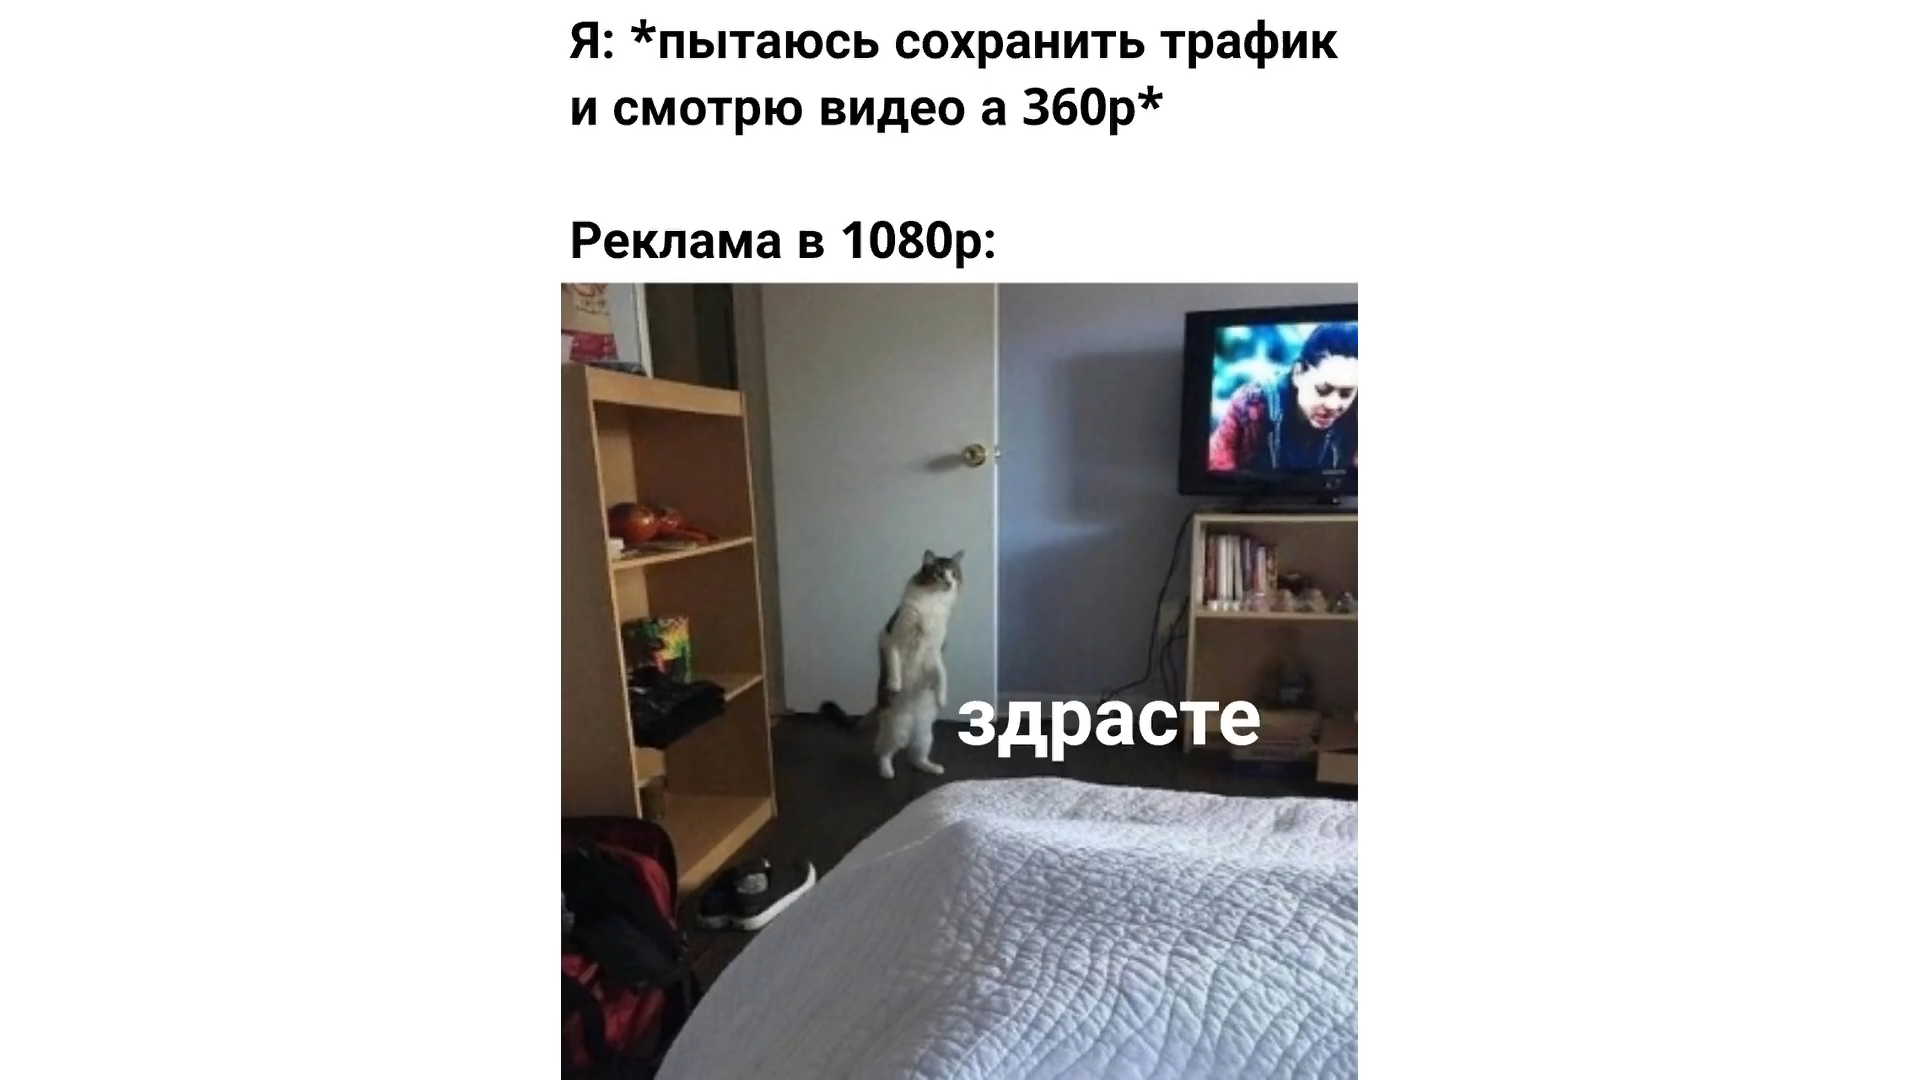 Я: *пытаюсь сохранить трафик
и смотрю видео а 360р*
Реклама в 1080р:
здрасте